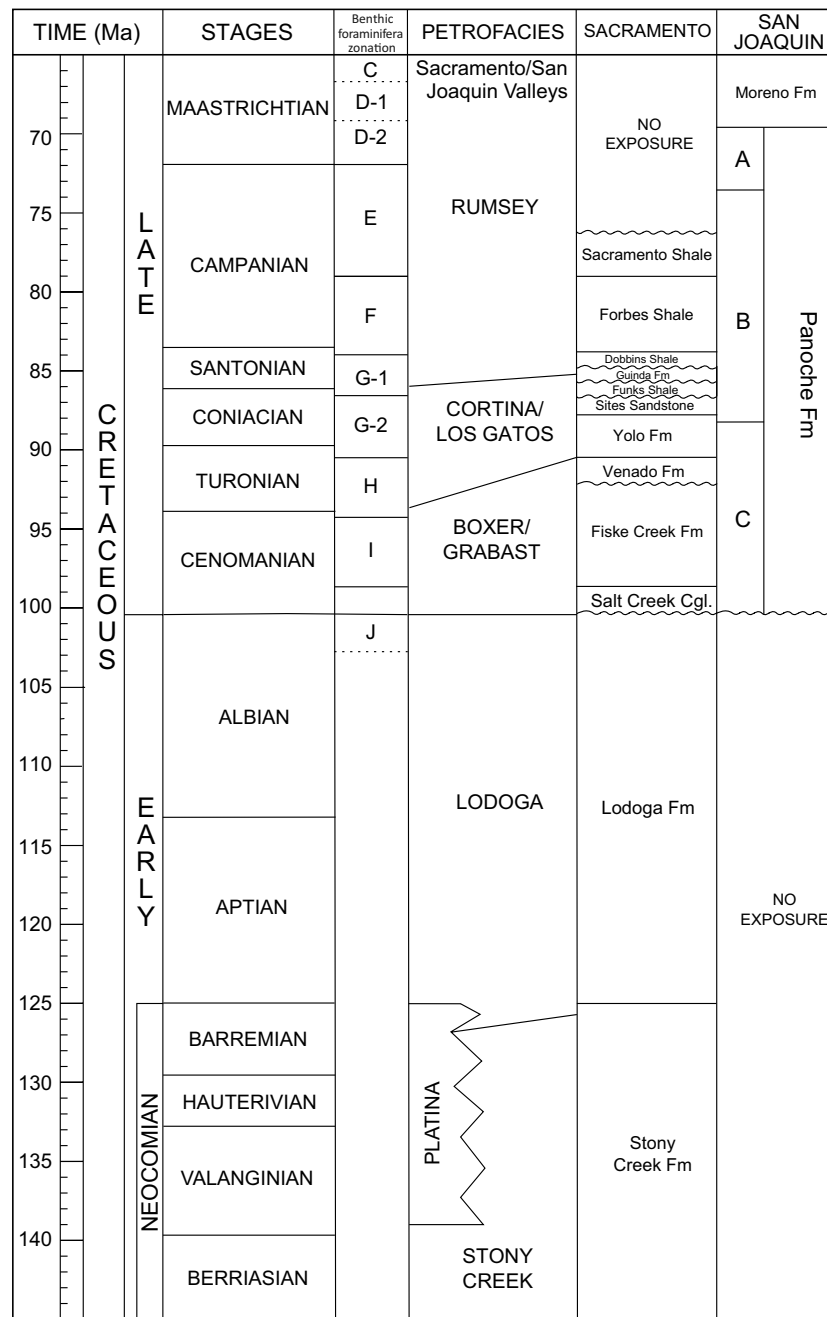 TIME (Ma)
STAGES
Benthic
foraminifera
zonation
PETROFACIES
SACRAMENTO
SAN
JOAQUIN
70
75
80
85
90
95
100
105
110
115
120
125
130
135
140
CRETACEOUS
LATE
EARLY
NEOCOMIAN
MAASTRICHTIAN
CAMPANIAN
SANTONIAN
CONIACIAN
TURONIAN
CENOMANIAN
ALBIAN
APTIAN
BARREMIAN
HAUTERIVIAN
VALANGINIAN
BERRIASIAN
C
D-1
D-2
E
F
G-1
G-2
H
I
J
Sacramento/San
Joaquin Valleys
RUMSEY
CORTINA/
LOS GATOS
BOXER/
GRABAST
LODOGA
PLATINA
STONY
CREEK
NO
EXPOSURE
Sacramento Shale
Forbes Shale
Dobbins Shale
Guinda Fm
Funks Shale
Sites Sandstone
Yolo Fm
Venado Fm
Fiske Creek Fm
Salt Creek Cgl.
Lodoga Fm
Stony
Creek Fm
Moreno Fm
A
B
C
Panoche Fm
NO
EXPOSURE